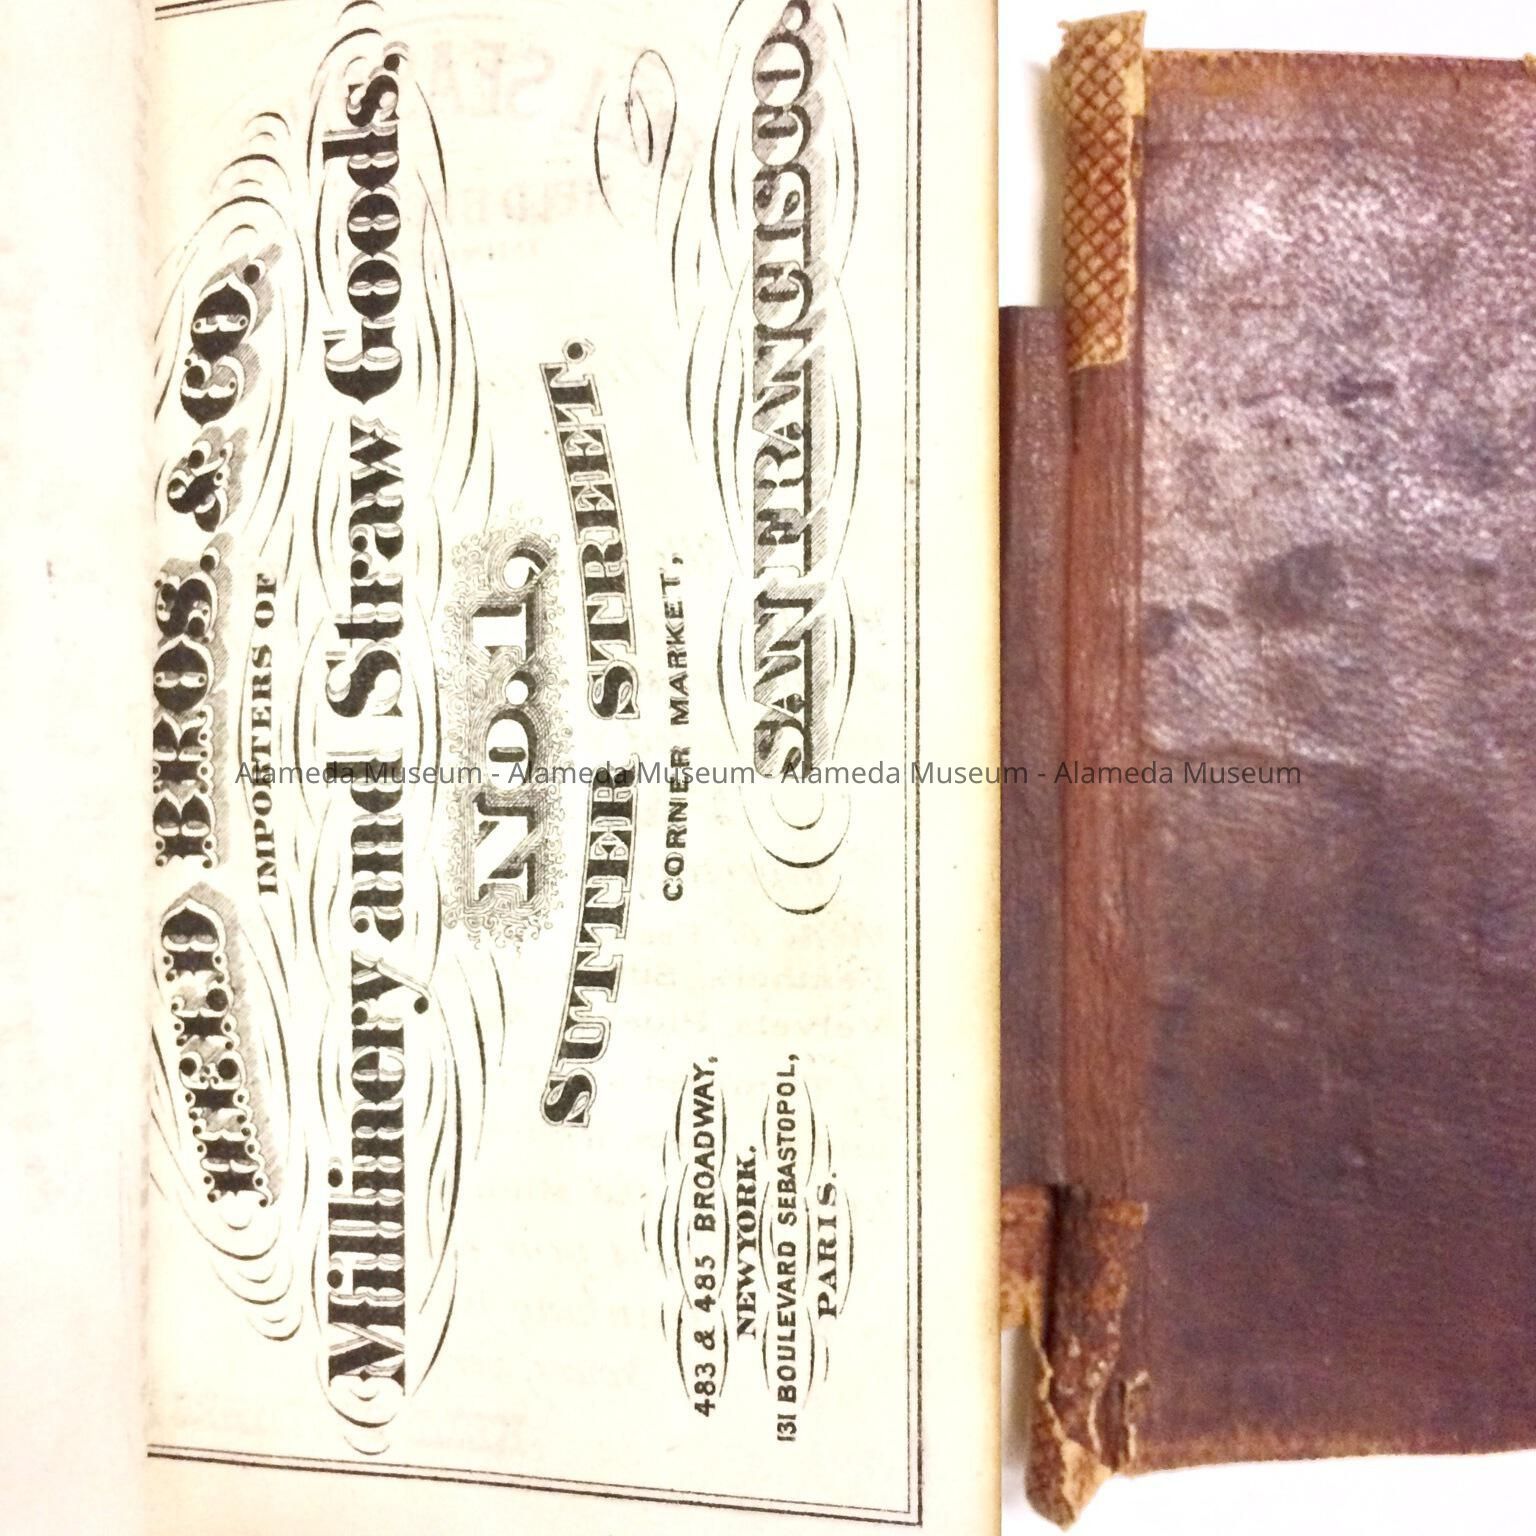 HELD BROS. & CO.
IMPORTERS OF
Millinery and Straw Goods,
No. 1,
SUTTER STREET.
CORNER MARKET,
SAN FRANCISCO.
483 & 485 BROADWAY,
NEW YORK.
131 BOULEVARD SEBASTOPOL,
PARIS.
Alameda Museum - Alameda Museum - Alameda Museum - Alameda Museum